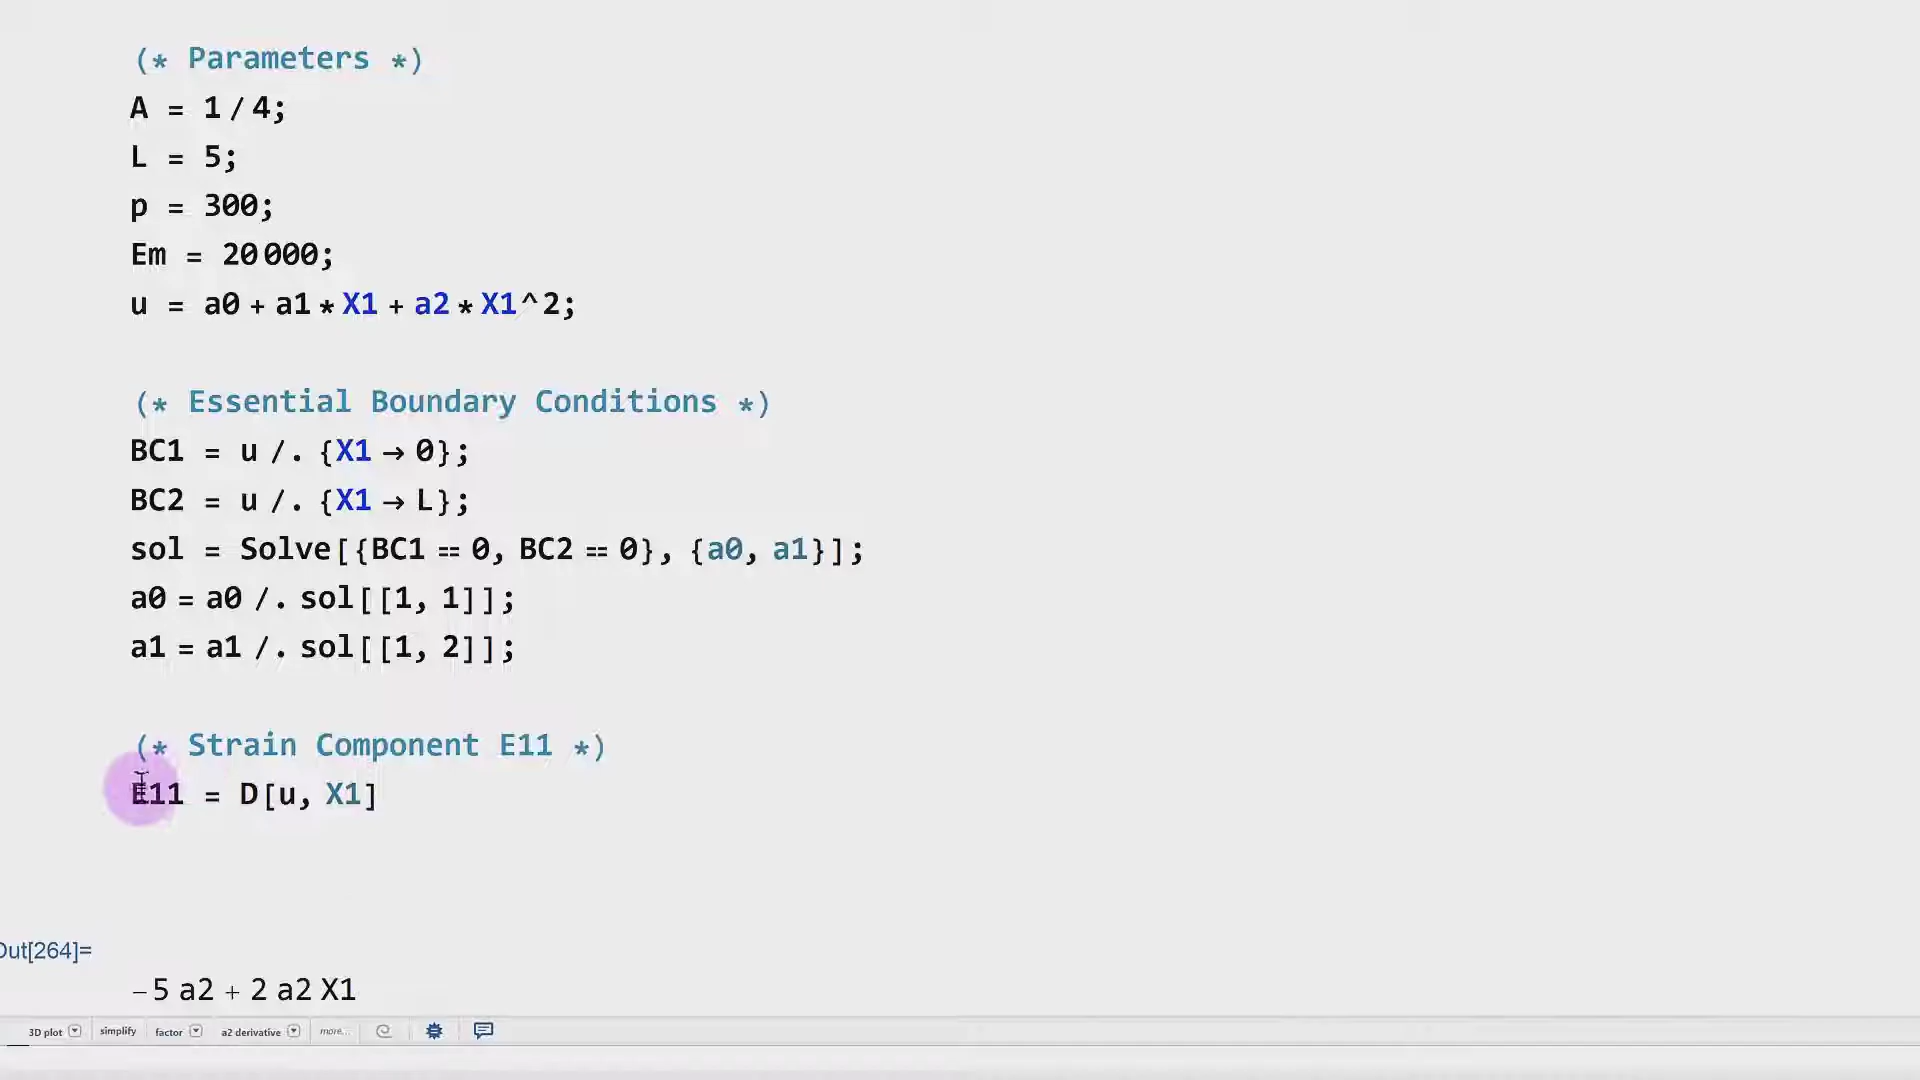 (* Parameters *)
A = 1/4;
L = 5;
p = 300;
Em = 20000;
u = a0 + a1 * X1 + a2 * X1^2;
(* Essential Boundary Conditions *)
BC1 = u /. {X1 → 0};
BC2 = u /. {X1 → L};
sol = Solve[{BC1 == 0, BC2 == 0}, {a0, a1}];
a0 = a0 /. sol[[1, 1]];
a1 = a1 /. sol[[1, 2]];
(* Strain Component E11 *)
E11 = D[u, X1]
Out[264]=
-5 a2 + 2 a2 X1
3D plot simplify factor a2 derivative more...